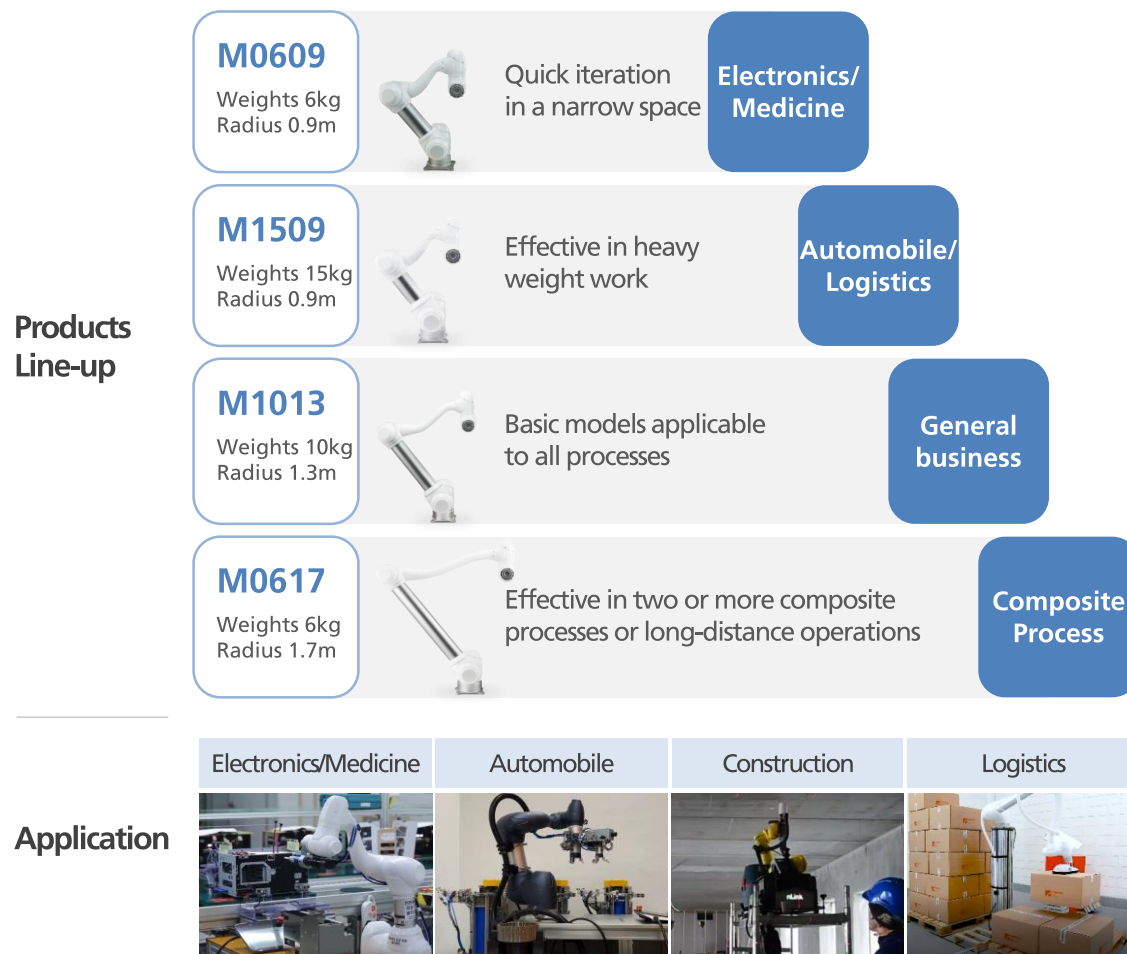 M0609
Weights 6kg
Radius 0.9m
Quick iteration
in a narrow space
Electronics/
Medicine
M1509
Weights 15kg
Radius 0.9m
Effective in heavy
weight work
Automobile/
Logistics
Products
Line-up
M1013
Weights 10kg
Radius 1.3m
Basic models applicable
to all processes
General
business
M0617
Weights 6kg
Radius 1.7m
Effective in two or more composite
processes or long-distance operations
Composite
Process
Application
Electronics/Medicine
Automobile
Construction
Logistics
nLink